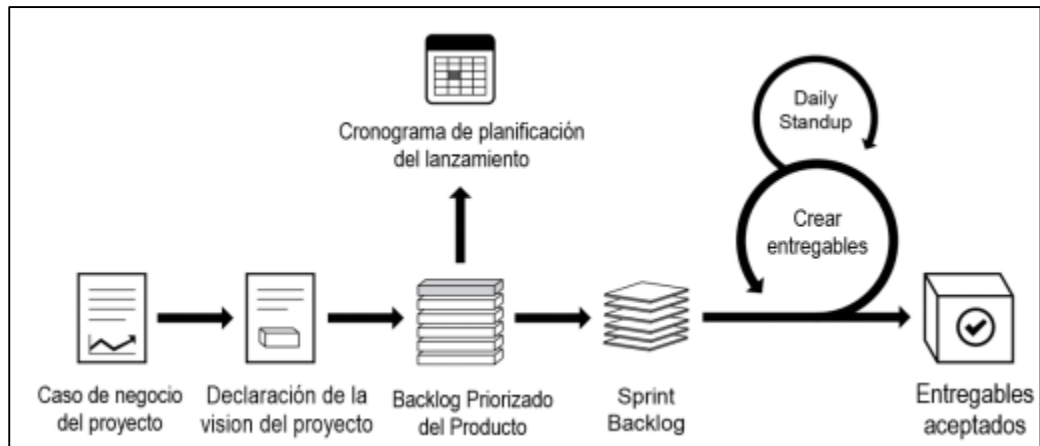 Cronograma de planificación
del lanzamiento
Daily
Standup
Crear
entregables
Caso de negocio
del proyecto
Declaración de la
vision del proyecto
Backlog Priorizado
del Producto
Sprint
Backlog
Entregables
aceptados